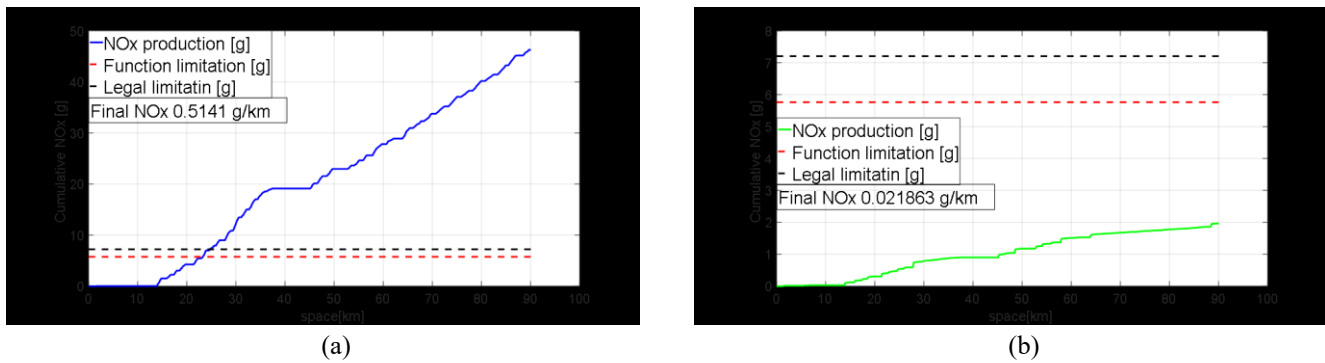 50
40
30
20
10
0
Cumulative NOx [g]
NOx production [g]
Function limitation [g]
Legal limitatin [g]
Final NOx 0.5141 g/km
0 10 20 30 40 50 60 70 80 90 100
space[km]
(a)
8
7
6
5
4
3
2
1
0
Cumulative NOx [g]
NOx production [g]
Function limitation [g]
Legal limitatin [g]
Final NOx 0.021863 g/km
0 10 20 30 40 50 60 70 80 90 100
space[km]
(b)